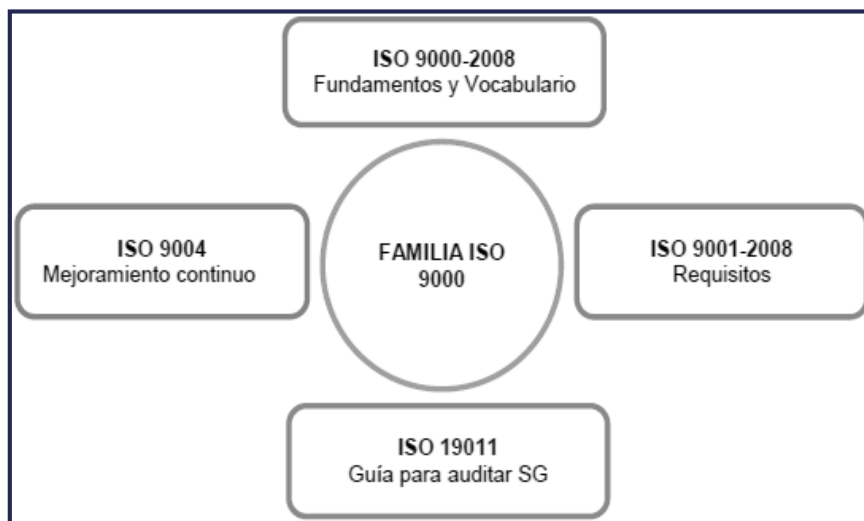 ISO 9000-2008
Fundamentos y Vocabulario
ISO 9004
Mejoramiento continuo
FAMILIA ISO
9000
ISO 9001-2008
Requisitos
ISO 19011
Guía para auditar SG